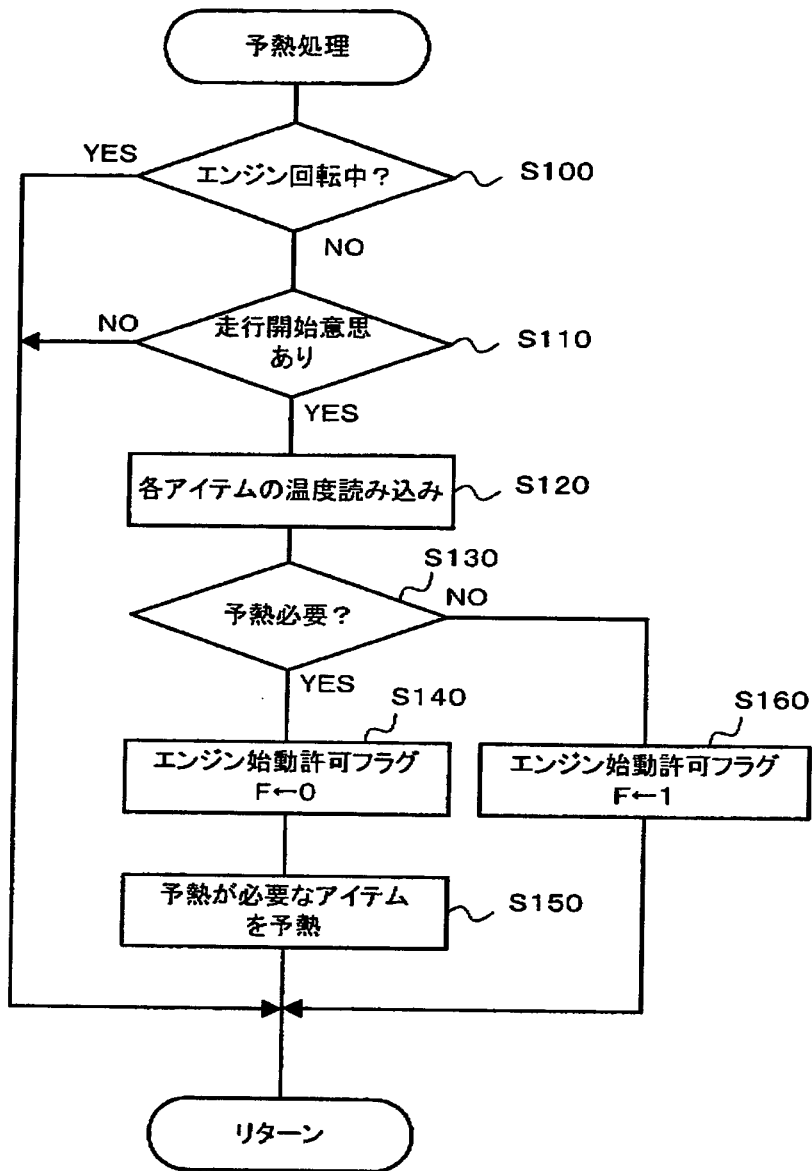 予熱処理
YES
エンジン回転中？
S100
NO
NO
走行開始意思
あり
S110
YES
各アイテムの温度読み込み
S120
S130
予熱必要？
NO
YES
S140
エンジン始動許可フラグ
F←0
S160
エンジン始動許可フラグ
F←1
予熱が必要なアイテム
を予熱
S150
リターン